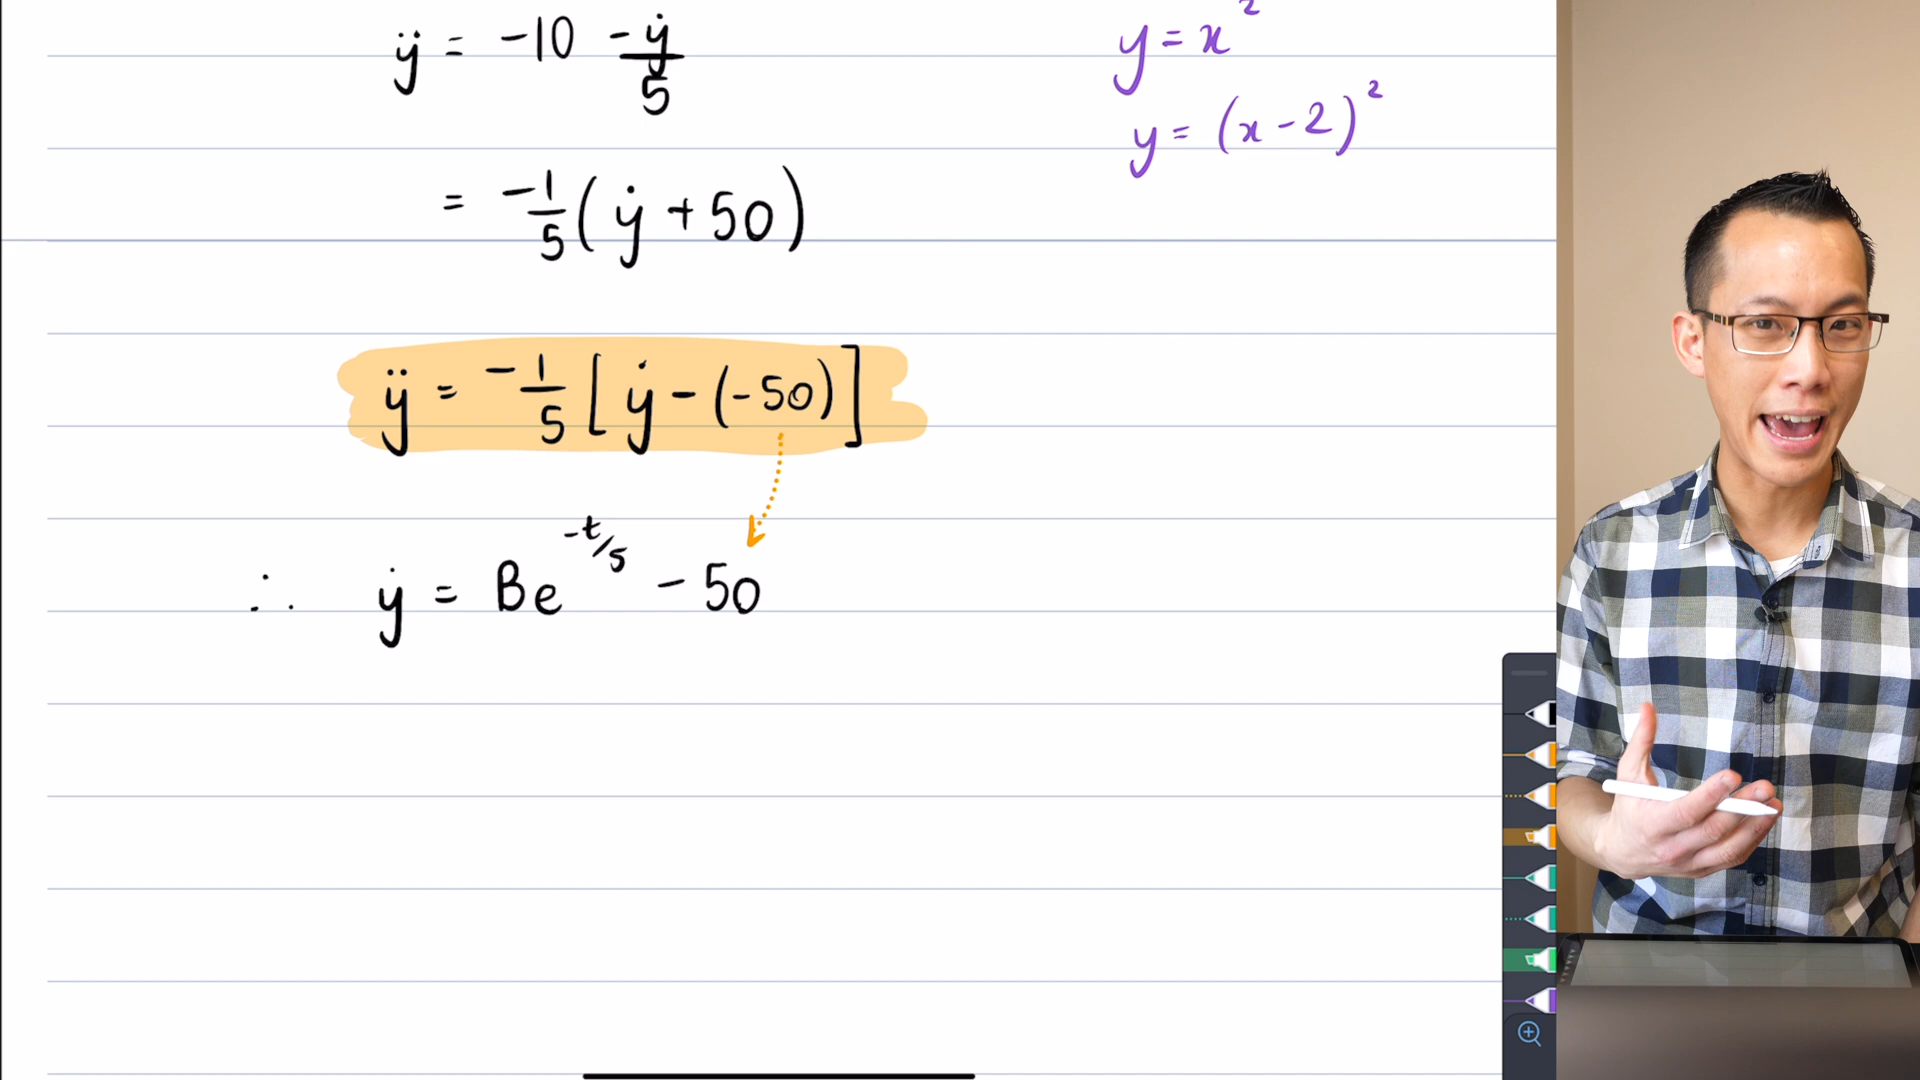 ÿ = -10 - ẏ/5
= -1/5 ( ẏ + 50 )
ÿ = -1/5 [ ẏ - (-50) ]
∴ ẏ = Be^(-t/5) - 50
y = x²
y = (x - 2)²